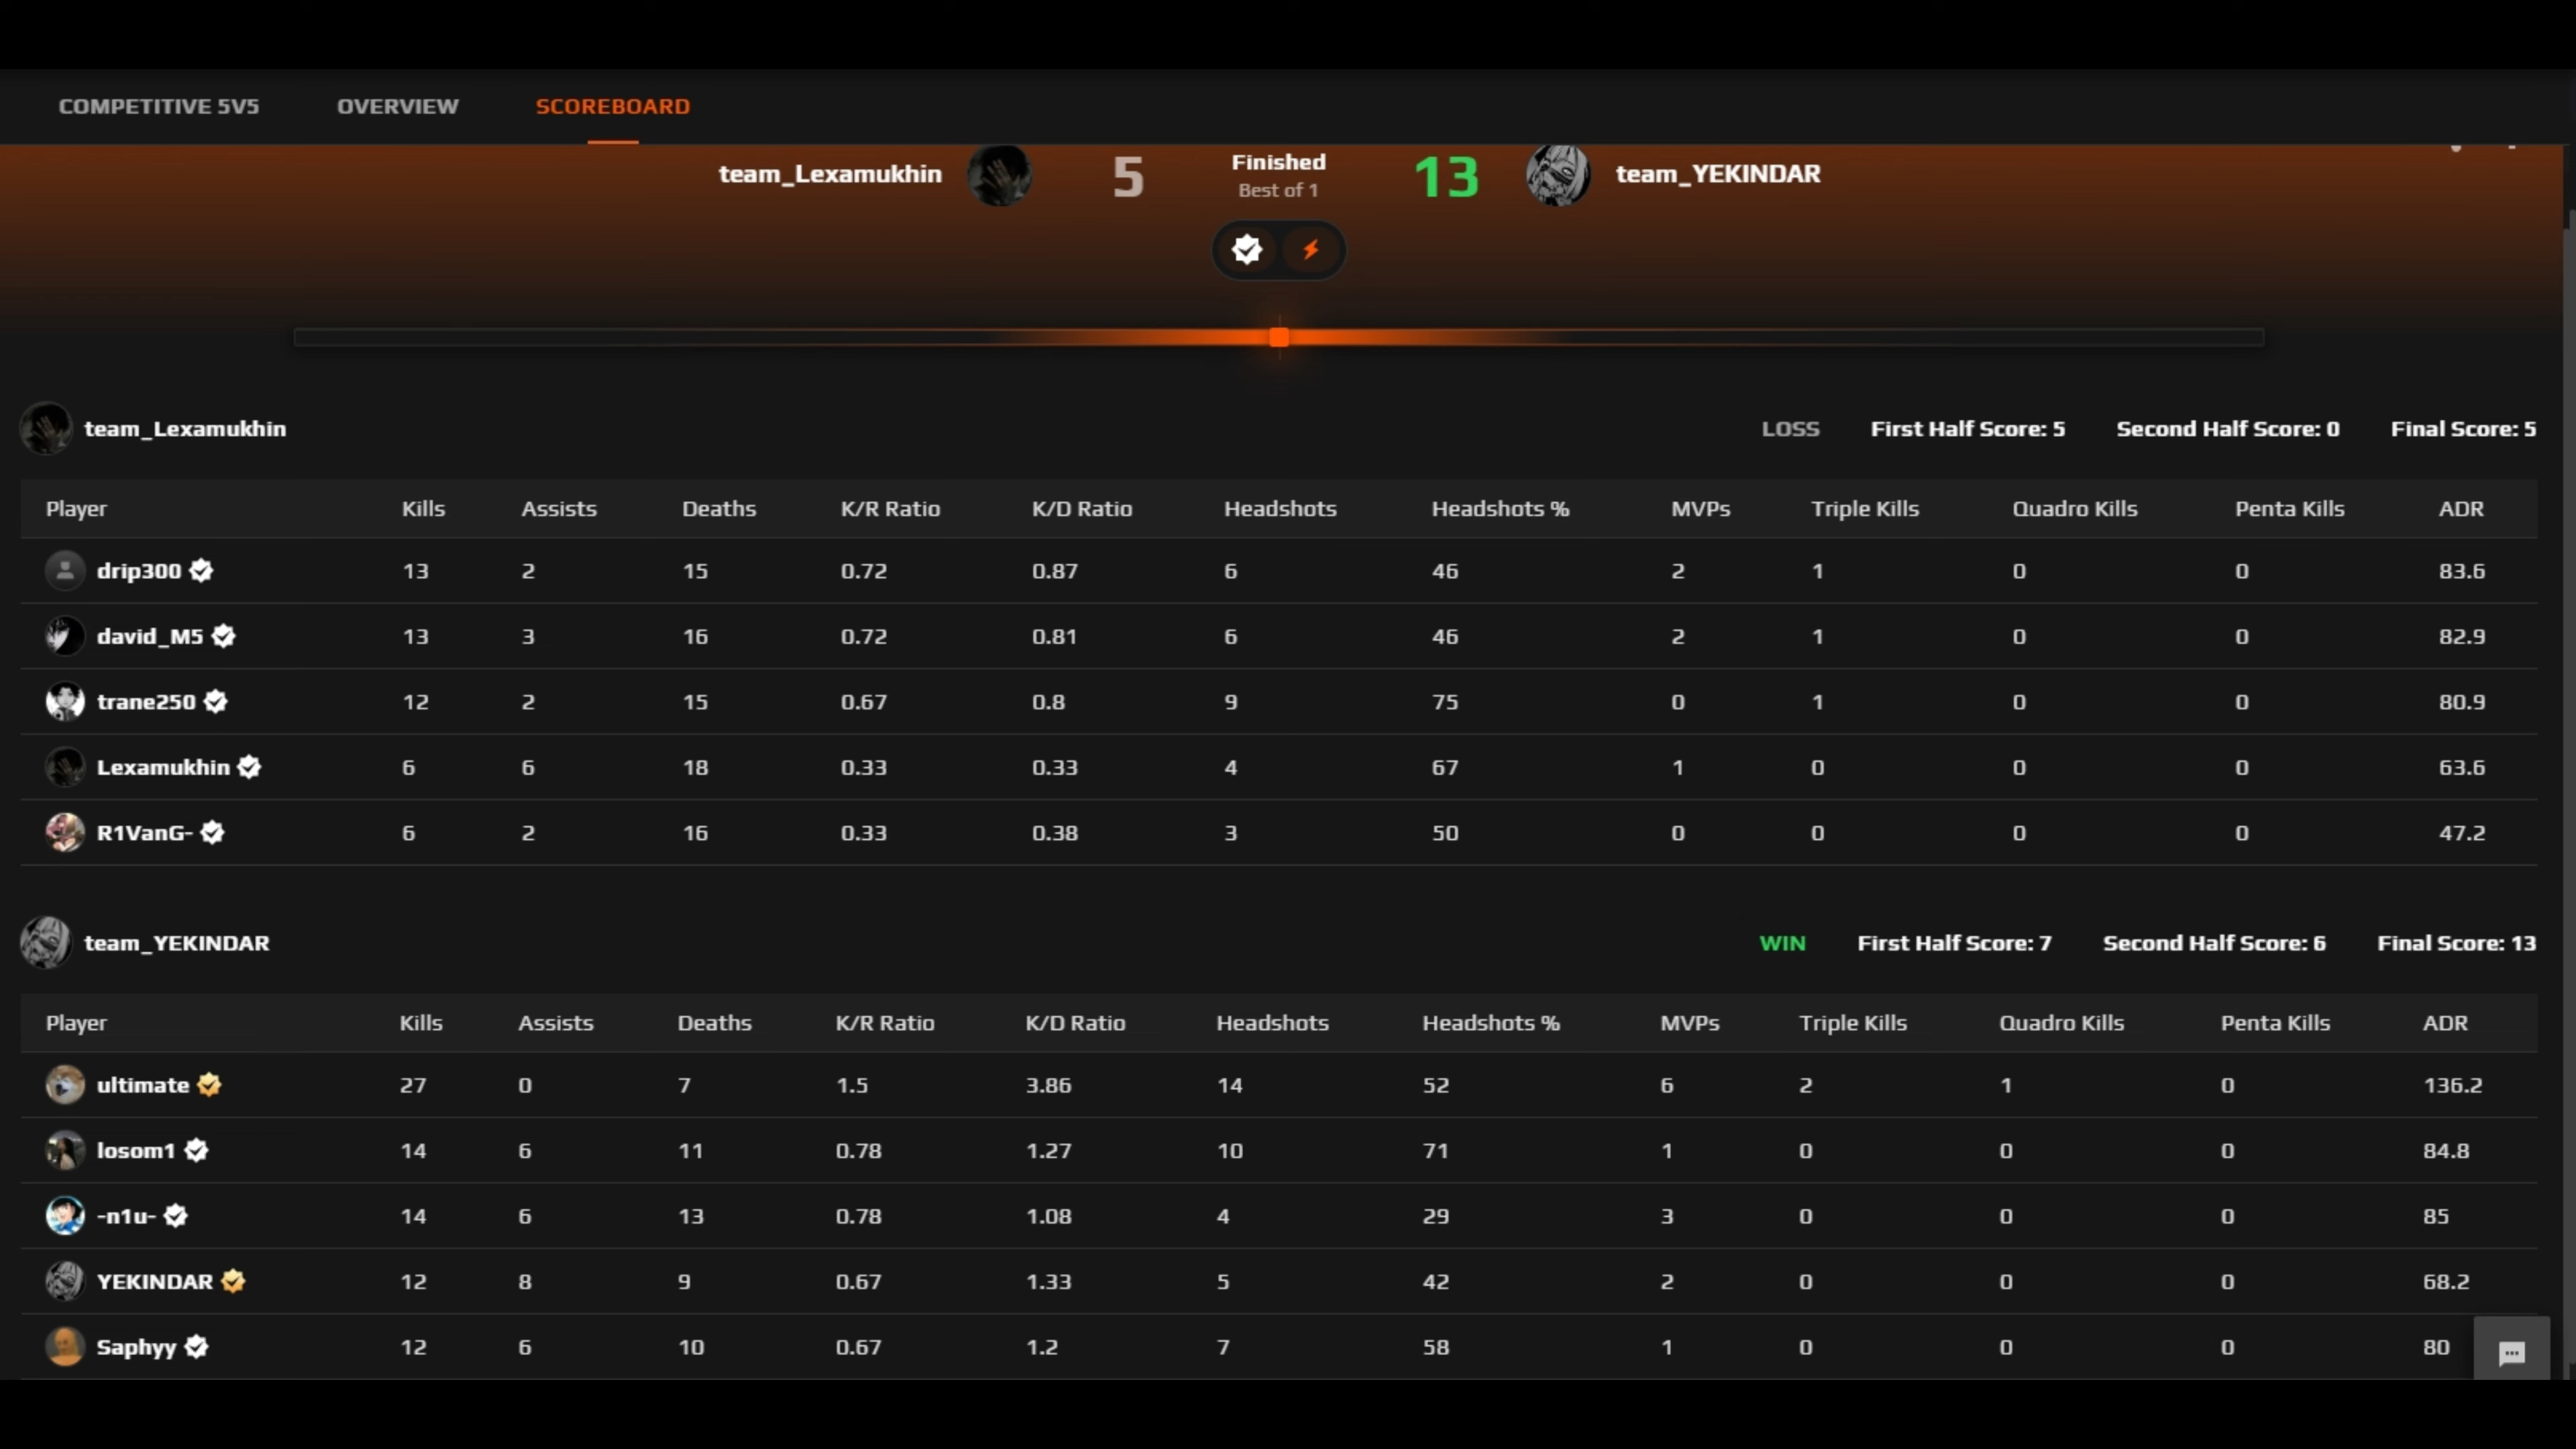 COMPETITIVE 5V5 OVERVIEW SCOREBOARD
team_Lexamukhin 5 Finished 13 team_YEKINDAR
Best of 1
team_Lexamukhin LOSS First Half Score: 5 Second Half Score: 0 Final Score: 5
Player Kills Assists Deaths K/R Ratio K/D Ratio Headshots Headshots % MVPs Triple Kills Quadro Kills Penta Kills ADR
drip300 13 2 15 0.72 0.87 6 46 2 1 0 0 83.6
david_M5 13 3 16 0.72 0.81 6 46 2 1 0 0 82.9
trane250 12 2 15 0.67 0.8 9 75 0 1 0 0 80.9
Lexamukhin 6 6 18 0.33 0.33 4 67 1 0 0 0 63.6
R1VanG- 6 2 16 0.33 0.38 3 50 0 0 0 0 47.2
team_YEKINDAR WIN First Half Score: 7 Second Half Score: 6 Final Score: 13
Player Kills Assists Deaths K/R Ratio K/D Ratio Headshots Headshots % MVPs Triple Kills Quadro Kills Penta Kills ADR
ultimate 27 0 7 1.5 3.86 14 52 6 2 1 0 136.2
losom1 14 6 11 0.78 1.27 10 71 1 0 0 0 84.8
-n1u- 14 6 13 0.78 1.08 4 29 3 0 0 0 85
YEKINDAR 12 8 9 0.67 1.33 5 42 2 0 0 0 68.2
Saphyy 12 6 10 0.67 1.2 7 58 1 0 0 0 80